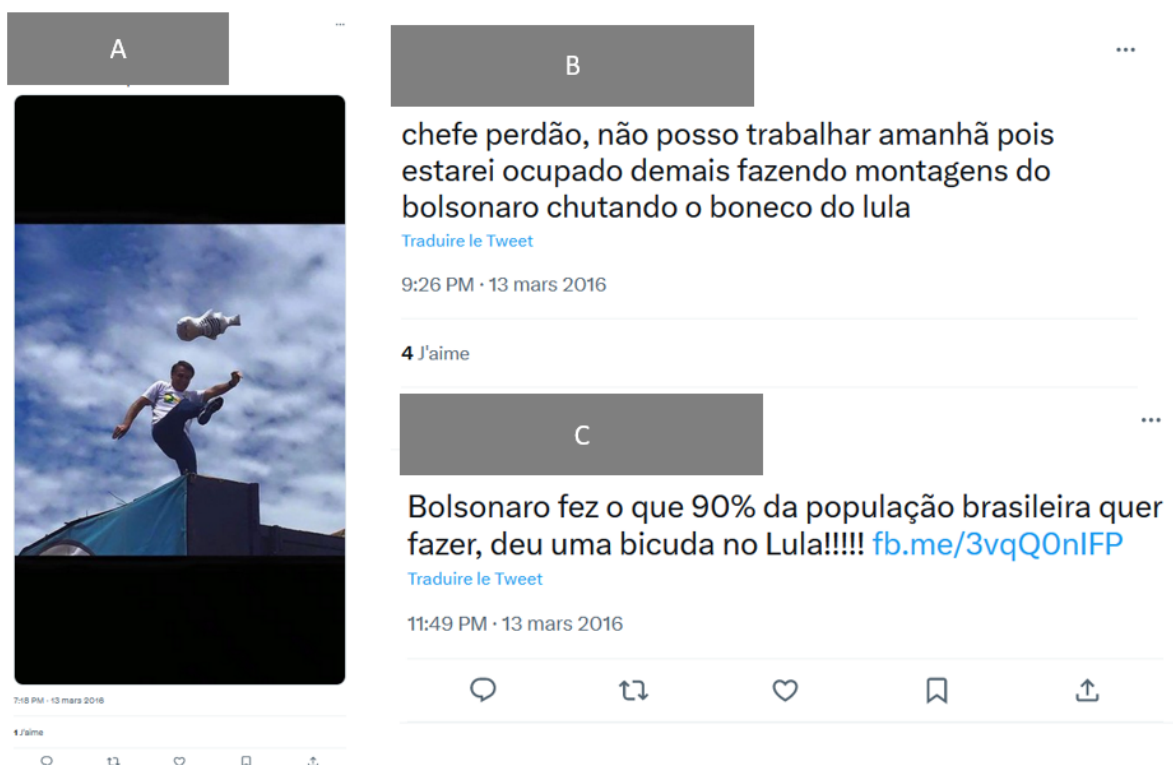 A
7:18 PM · 13 mars 2016
1 J'aime
B
chefe perdão, não posso trabalhar amanhã pois
estarei ocupado demais fazendo montagens do
bolsonaro chutando o boneco do lula
Traduire le Tweet
9:26 PM · 13 mars 2016
4 J'aime
C
Bolsonaro fez o que 90% da população brasileira quer
fazer, deu uma bicuda no Lula!!!!! fb.me/3vqQ0nIFP
Traduire le Tweet
11:49 PM · 13 mars 2016